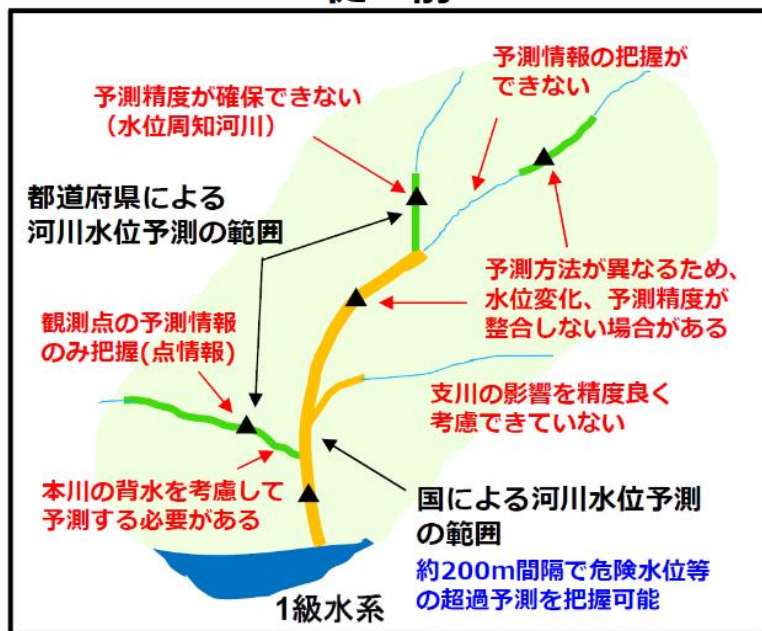 予測情報の把握が
できない
予測精度が確保できない
（水位周知河川）
都道府県による
河川水位予測の範囲
予測方法が異なるため、
水位変化、予測精度が
整合しない場合がある
観測点の予測情報
のみ把握(点情報)
支川の影響を精度良く
考慮できていない
本川の背水を考慮して
予測する必要がある
国による河川水位予測
の範囲
約200m間隔で危険水位等
の超過予測を把握可能
1級水系